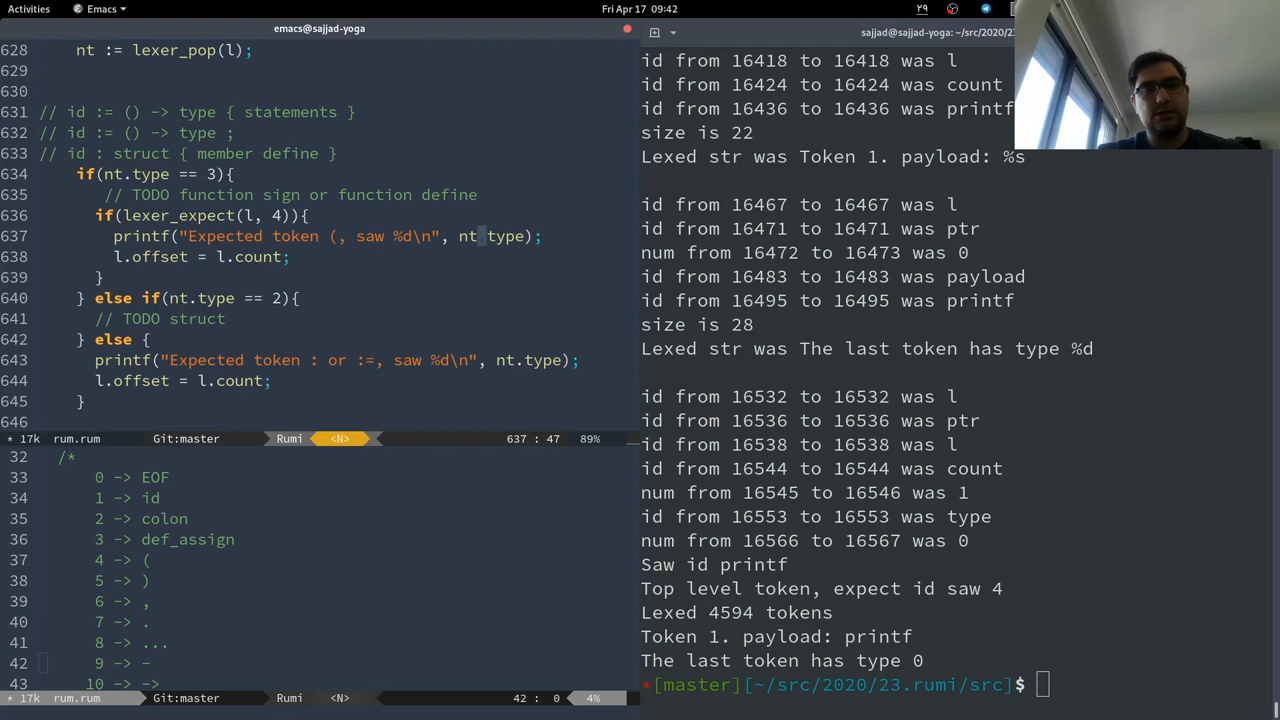 Activities
Emacs
Fri Apr 17 09:42
۲۹
emacs@sajjad-yoga
628 nt := lexer_pop(l);
629
630
631 // id := () -> type { statements }
632 // id := () -> type ;
633 // id : struct { member define }
634 if(nt.type == 3){
635 // TODO function sign or function define
636 if(lexer_expect(l, 4)){
637 printf("Expected token (, saw %d\n", nt.type);
638 l.offset = l.count;
639 }
640 } else if(nt.type == 2){
641 // TODO struct
642 } else {
643 printf("Expected token : or :=, saw %d\n", nt.type);
644 l.offset = l.count;
645 }
646
* 17k rum.rum Git:master Rumi <N> 637 : 47 89%
32 /*
33 0 -> EOF
34 1 -> id
35 2 -> colon
36 3 -> def_assign
37 4 -> (
38 5 -> )
39 6 -> ,
40 7 -> .
41 8 -> ...
42 9 -> -
43 10 -> ->
* 17k rum.rum Git:master Rumi <N> 42 : 0 4%
sajjad@sajjad-yoga: ~/src/2020/23
id from 16418 to 16418 was l
id from 16424 to 16424 was count
id from 16436 to 16436 was printf
size is 22
Lexed str was Token 1. payload: %s
id from 16467 to 16467 was l
id from 16471 to 16471 was ptr
num from 16472 to 16473 was 0
id from 16483 to 16483 was payload
id from 16495 to 16495 was printf
size is 28
Lexed str was The last token has type %d
id from 16532 to 16532 was l
id from 16536 to 16536 was ptr
id from 16538 to 16538 was l
id from 16544 to 16544 was count
num from 16545 to 16546 was 1
id from 16553 to 16553 was type
num from 16566 to 16567 was 0
Saw id printf
Top level token, expect id saw 4
Lexed 4594 tokens
Token 1. payload: printf
The last token has type 0
*[master][~/src/2020/23.rumi/src]$